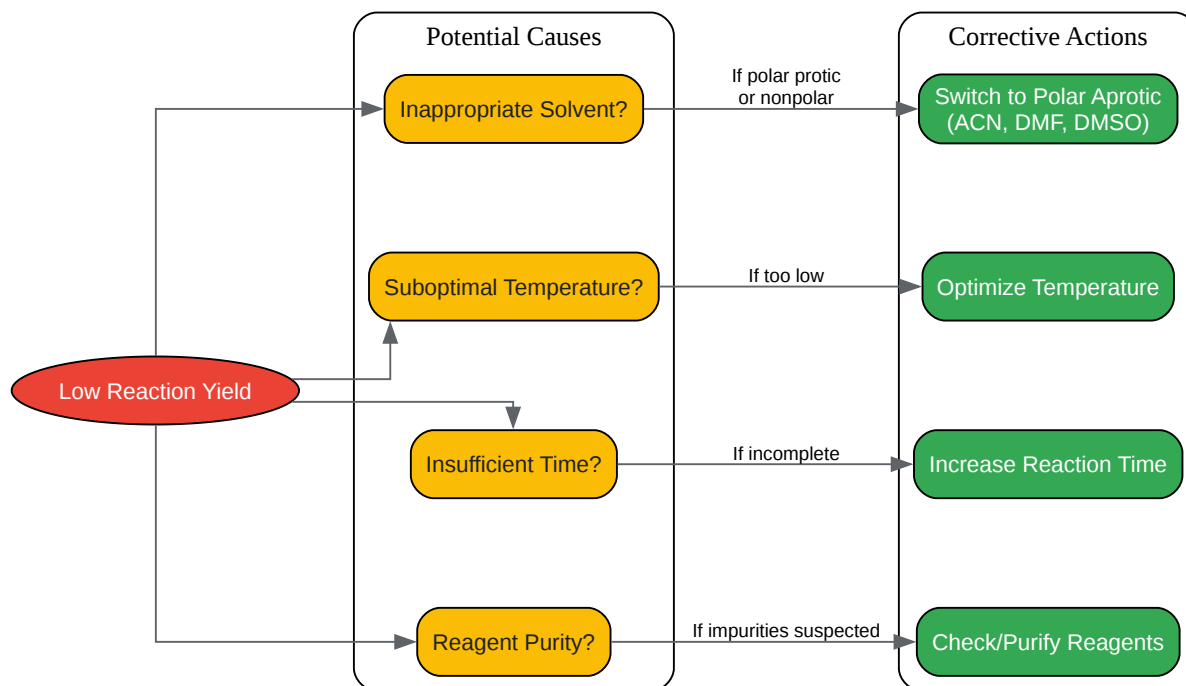 Potential Causes
Corrective Actions
Inappropriate Solvent?
If polar protic
or nonpolar
Switch to Polar Aprotic
(ACN, DMF, DMSO)
Suboptimal Temperature?
If too low
Optimize Temperature
Low Reaction Yield
Insufficient Time?
If incomplete
Increase Reaction Time
Reagent Purity?
If impurities suspected
Check/Purify Reagents